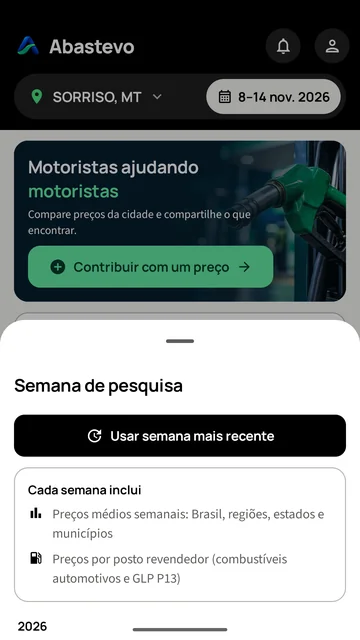 Abastevo
SORRISO, MT
8–14 nov. 2026
Motoristas ajudando
motoristas
Compare preços da cidade e compartilhe o que
encontrar.
Contribuir com um preço
Semana de pesquisa
Usar semana mais recente
Cada semana inclui
Preços médios semanais: Brasil, regiões, estados e
municípios
Preços por posto revendedor (combustíveis
automotivos e GLP P13)
2026